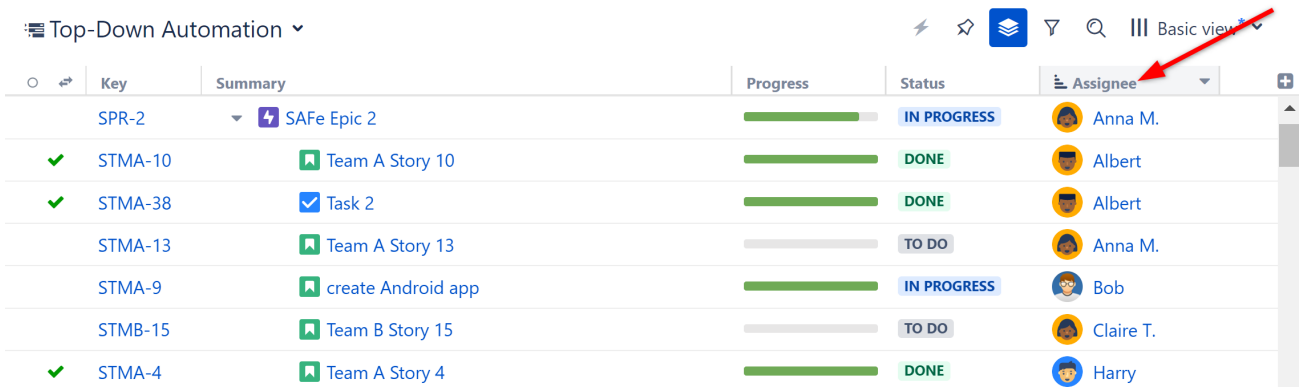 Top-Down Automation
Basic view*
Key Summary Progress Status Assignee
SPR-2 SAFe Epic 2 IN PROGRESS Anna M.
STMA-10 Team A Story 10 DONE Albert
STMA-38 Task 2 DONE Albert
STMA-13 Team A Story 13 TO DO Anna M.
STMA-9 create Android app IN PROGRESS Bob
STMB-15 Team B Story 15 TO DO Claire T.
STMA-4 Team A Story 4 DONE Harry